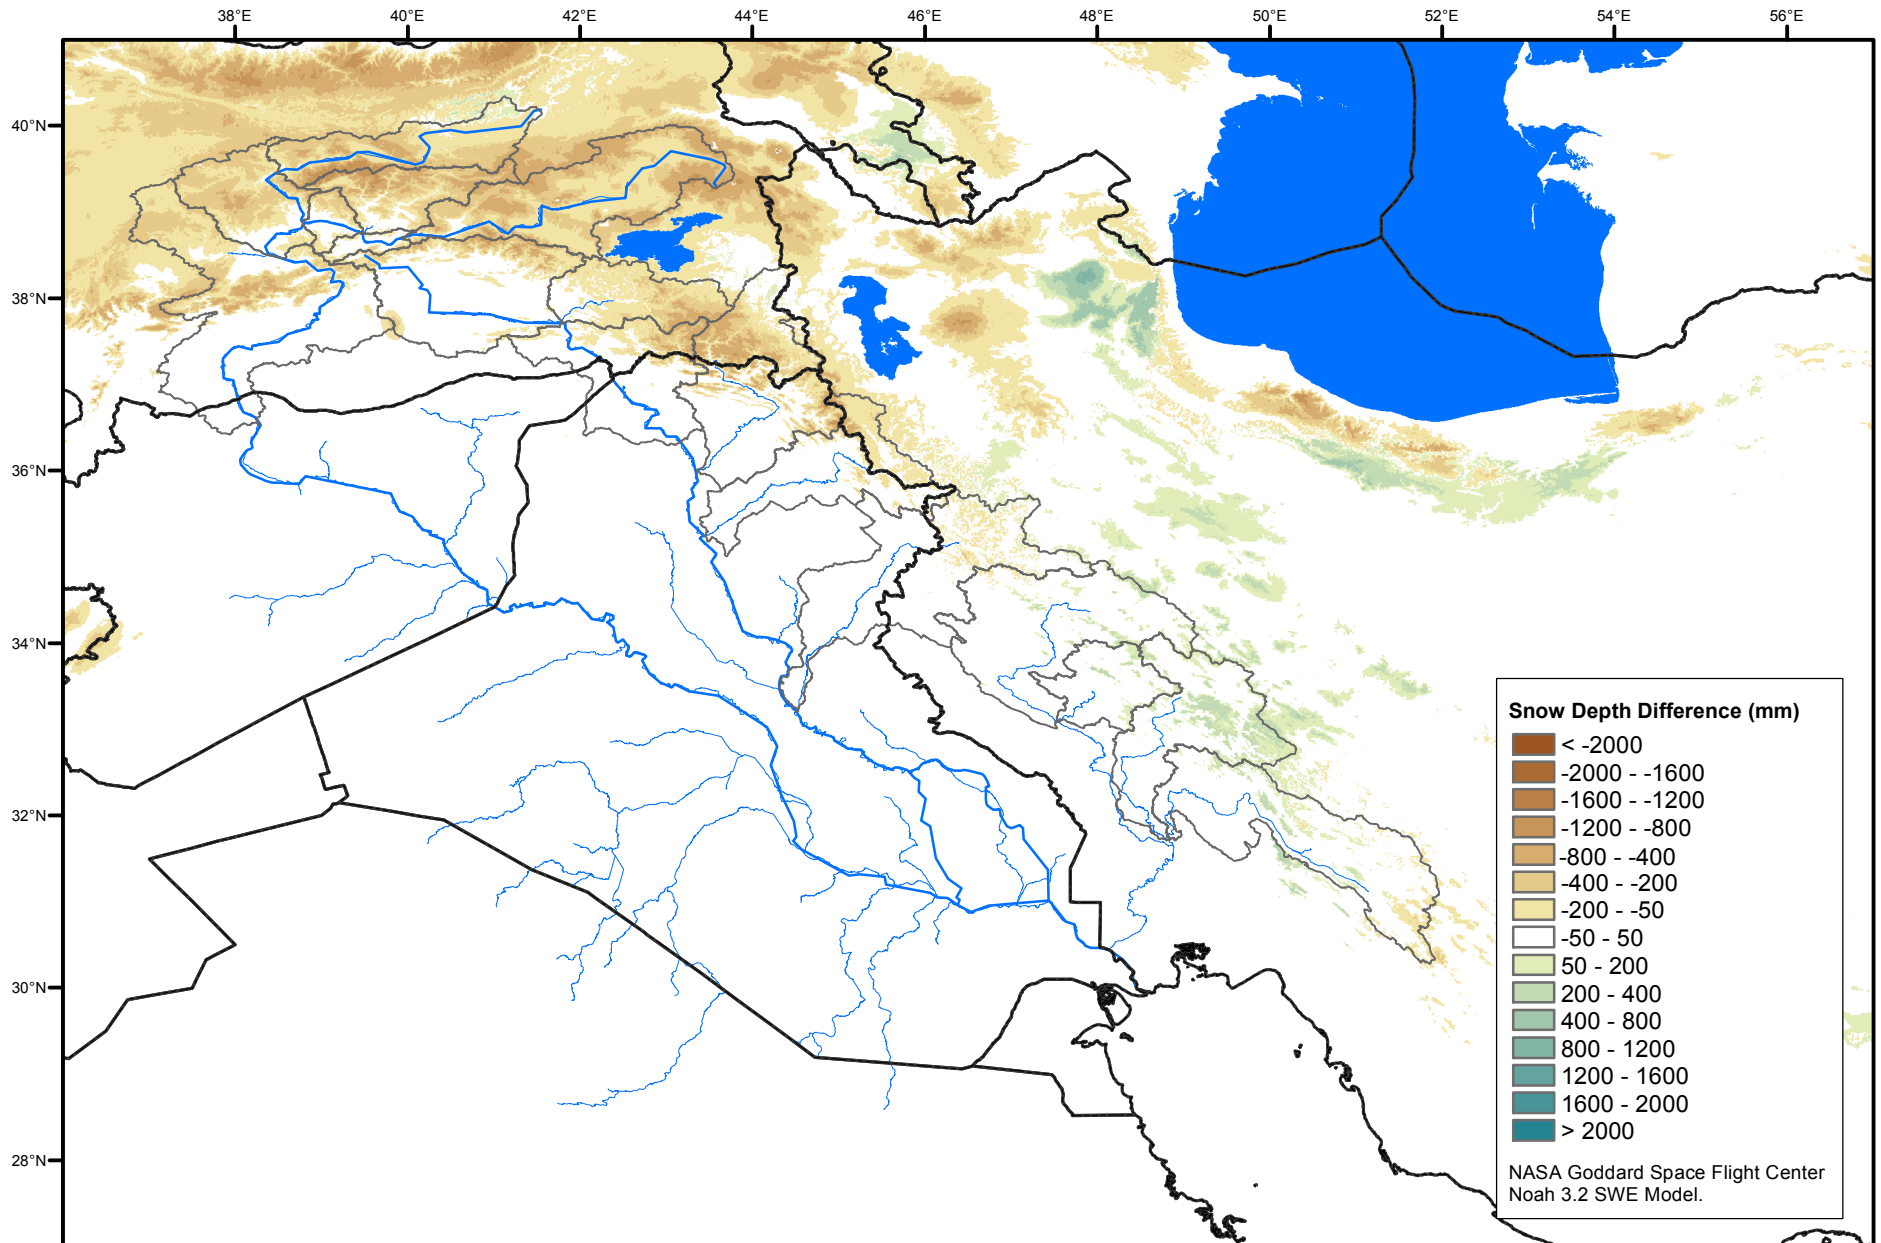 38°E 40°E 42°E 44°E 46°E 48°E 50°E 52°E 54°E 56°E
40°N
38°N
36°N
34°N
32°N
30°N
28°N
Snow Depth Difference (mm)
< -2000
-2000 - -1600
-1600 - -1200
-1200 - -800
-800 - -400
-400 - -200
-200 - -50
-50 - 50
50 - 200
200 - 400
400 - 800
800 - 1200
1200 - 1600
1600 - 2000
> 2000
NASA Goddard Space Flight Center
Noah 3.2 SWE Model.